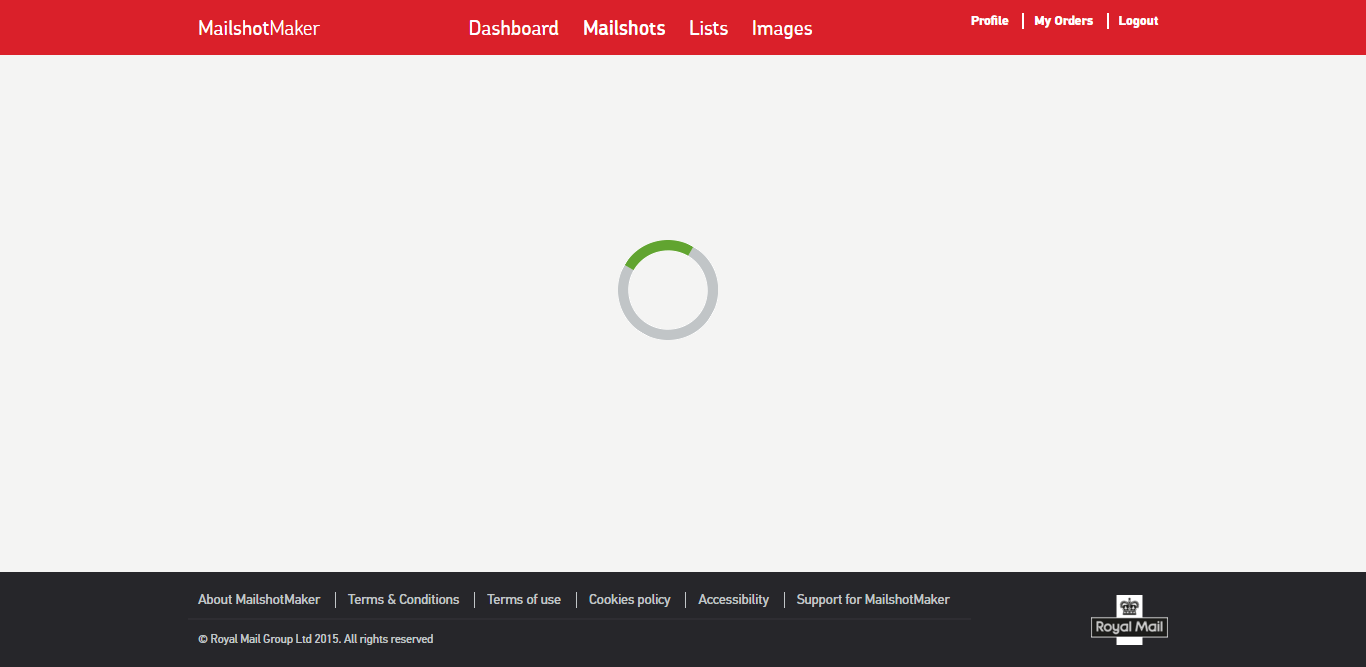 MailshotMaker
Dashboard Mailshots Lists Images
Profile My Orders Logout
About MailshotMaker Terms & Conditions Terms of use Cookies policy Accessibility Support for MailshotMaker
© Royal Mail Group Ltd 2015. All rights reserved
Royal Mail